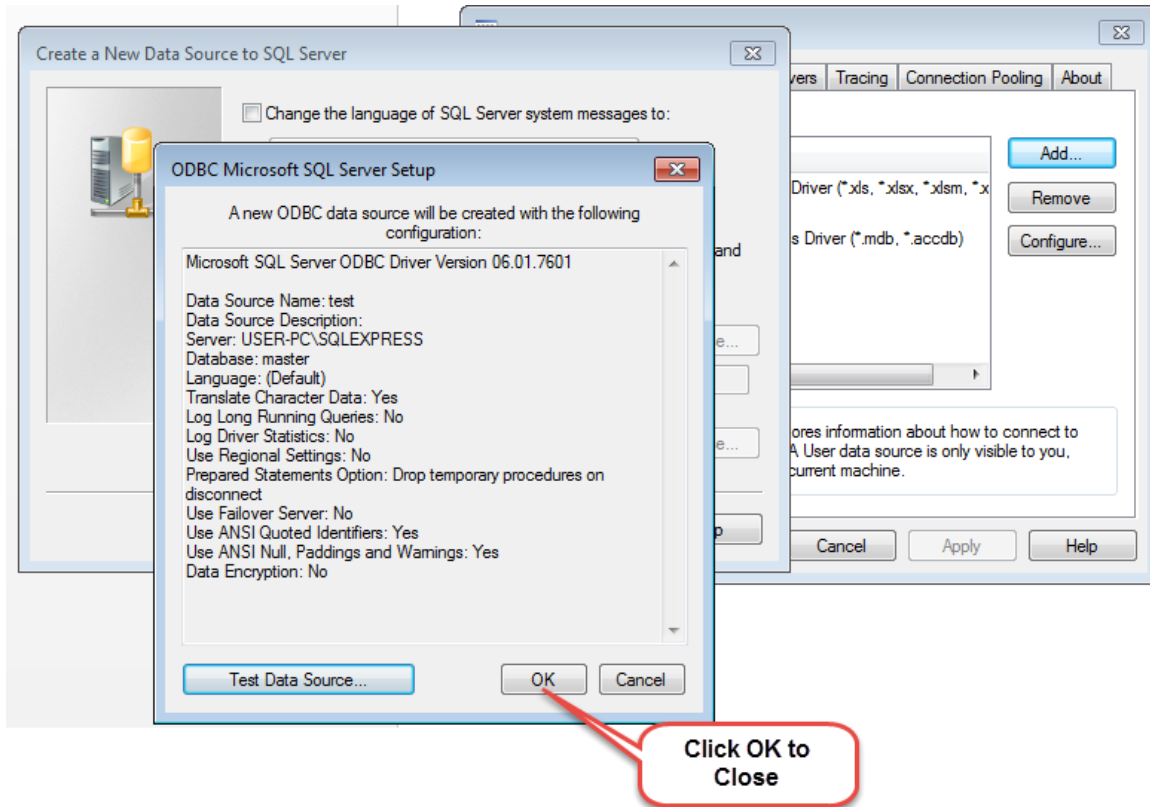 Create a New Data Source to SQL Server
Change the language of SQL Server system messages to:
Tracing
Connection Pooling
About
Driver (*.xls, *.xlsx, *.xlsm, *.x
s Driver (*.mdb, *.accdb)
Add...
Remove
Configure...
and
ODBC Microsoft SQL Server Setup
A new ODBC data source will be created with the following
configuration:
Microsoft SQL Server ODBC Driver Version 06.01.7601
Data Source Name: test
Data Source Description:
Server: USER-PC\SQLEXPRESS
Database: master
Language: (Default)
Translate Character Data: Yes
Log Long Running Queries: No
Log Driver Statistics: No
Use Regional Settings: No
Prepared Statements Option: Drop temporary procedures on
disconnect
Use Failover Server: No
Use ANSI Quoted Identifiers: Yes
Use ANSI Null, Paddings and Warnings: Yes
Data Encryption: No
Test Data Source...
OK
Cancel
information about how to connect to
A User data source is only visible to you,
current machine.
Cancel
Apply
Help
Click OK to
Close